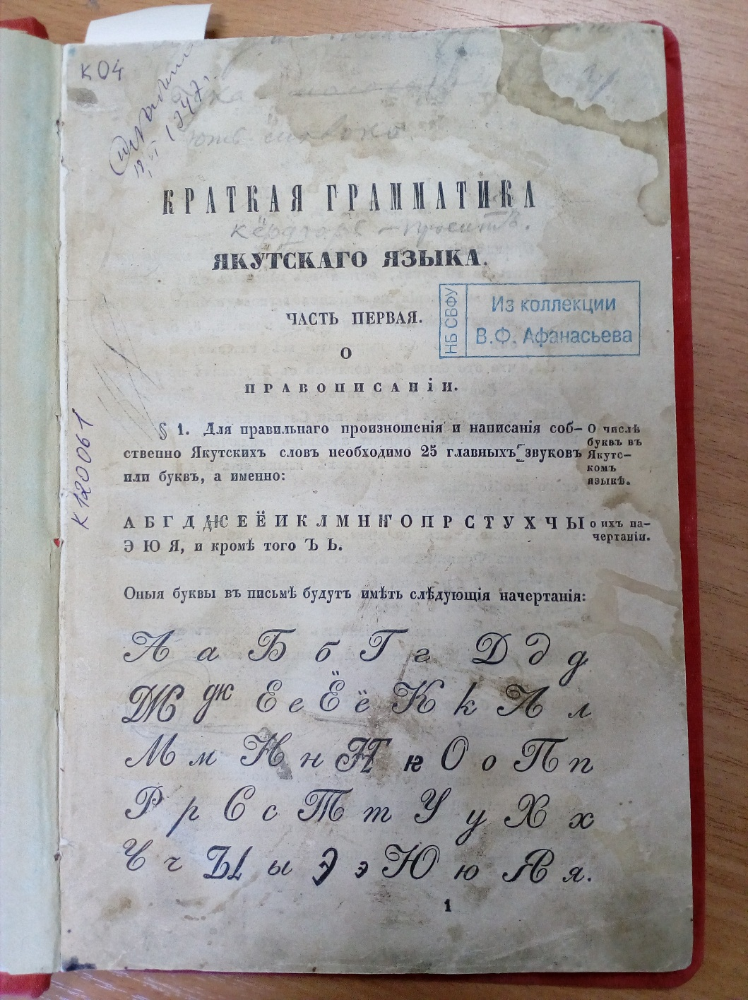 К 04
1947 г.
КРАТКАЯ ГРАММАТИКА
ЯКУТСКАГО ЯЗЫКА.
НБ СВФУ
Из коллекции
В.Ф. Афанасьева
ЧАСТЬ ПЕРВАЯ.
О
ПРАВОПИСАНІИ.
К 120061
§ 1. Для правильнаго произношенія и написанія соб-
ственно Якутскихъ словъ необходимо 25 главныхъ звуковъ
или буквъ, а именно:
О числѣ
буквъ въ
Якутс-
комъ
языкѣ.
А Б Г Д Ԫ Е Ё И К Л М Н Ҥ О П Р С Т У Х Ч Ы
Э Ю Я, и кромѣ того Ъ Ь.
о ихъ на-
чертаніи.
Оныя буквы въ письмѣ будутъ имѣть слѣдующія начертанія:
А а Б б Г г Д д д
Ԫ ԫ Е е Ё ё К к Л л
М м Н н Ҥ ҥ О о П п
Р р С с Т т У у Х х
Ч ч Ы ы Э э Ю ю Я я.
1